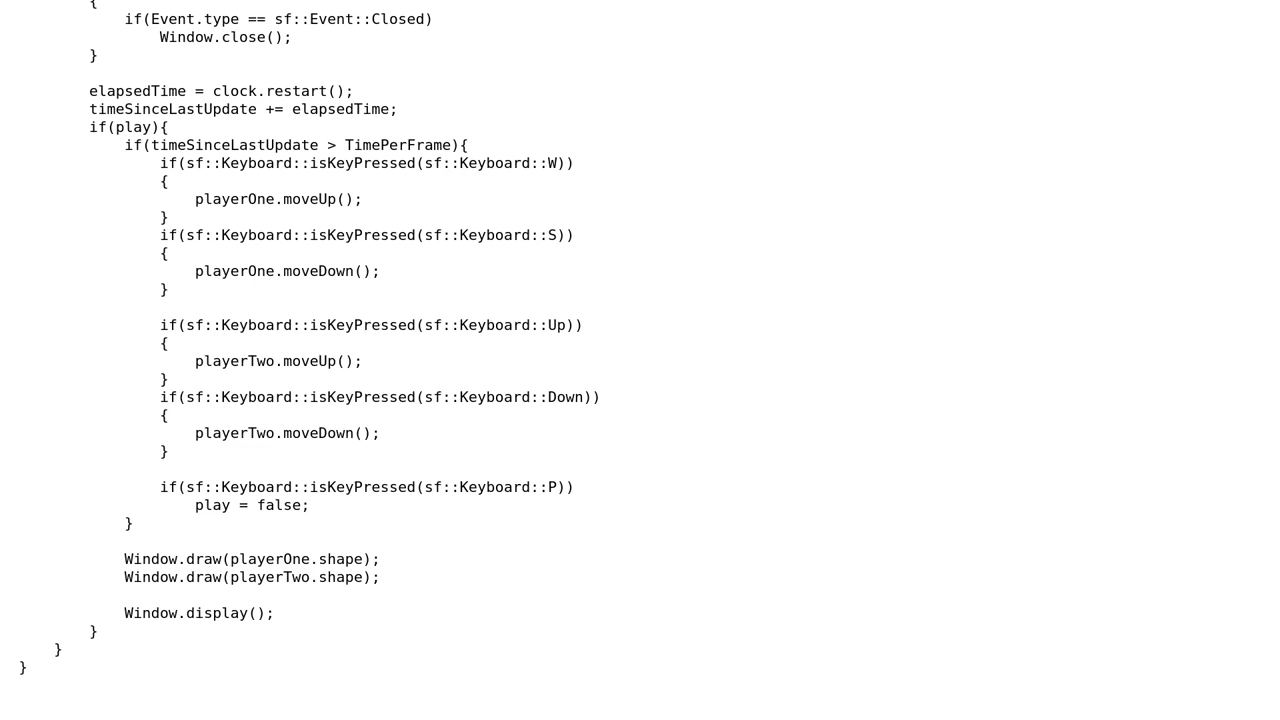 {
if(Event.type == sf::Event::Closed)
Window.close();
}
elapsedTime = clock.restart();
timeSinceLastUpdate += elapsedTime;
if(play){
if(timeSinceLastUpdate > TimePerFrame){
if(sf::Keyboard::isKeyPressed(sf::Keyboard::W))
{
playerOne.moveUp();
}
if(sf::Keyboard::isKeyPressed(sf::Keyboard::S))
{
playerOne.moveDown();
}
if(sf::Keyboard::isKeyPressed(sf::Keyboard::Up))
{
playerTwo.moveUp();
}
if(sf::Keyboard::isKeyPressed(sf::Keyboard::Down))
{
playerTwo.moveDown();
}
if(sf::Keyboard::isKeyPressed(sf::Keyboard::P))
play = false;
}
Window.draw(playerOne.shape);
Window.draw(playerTwo.shape);
Window.display();
}
}
}